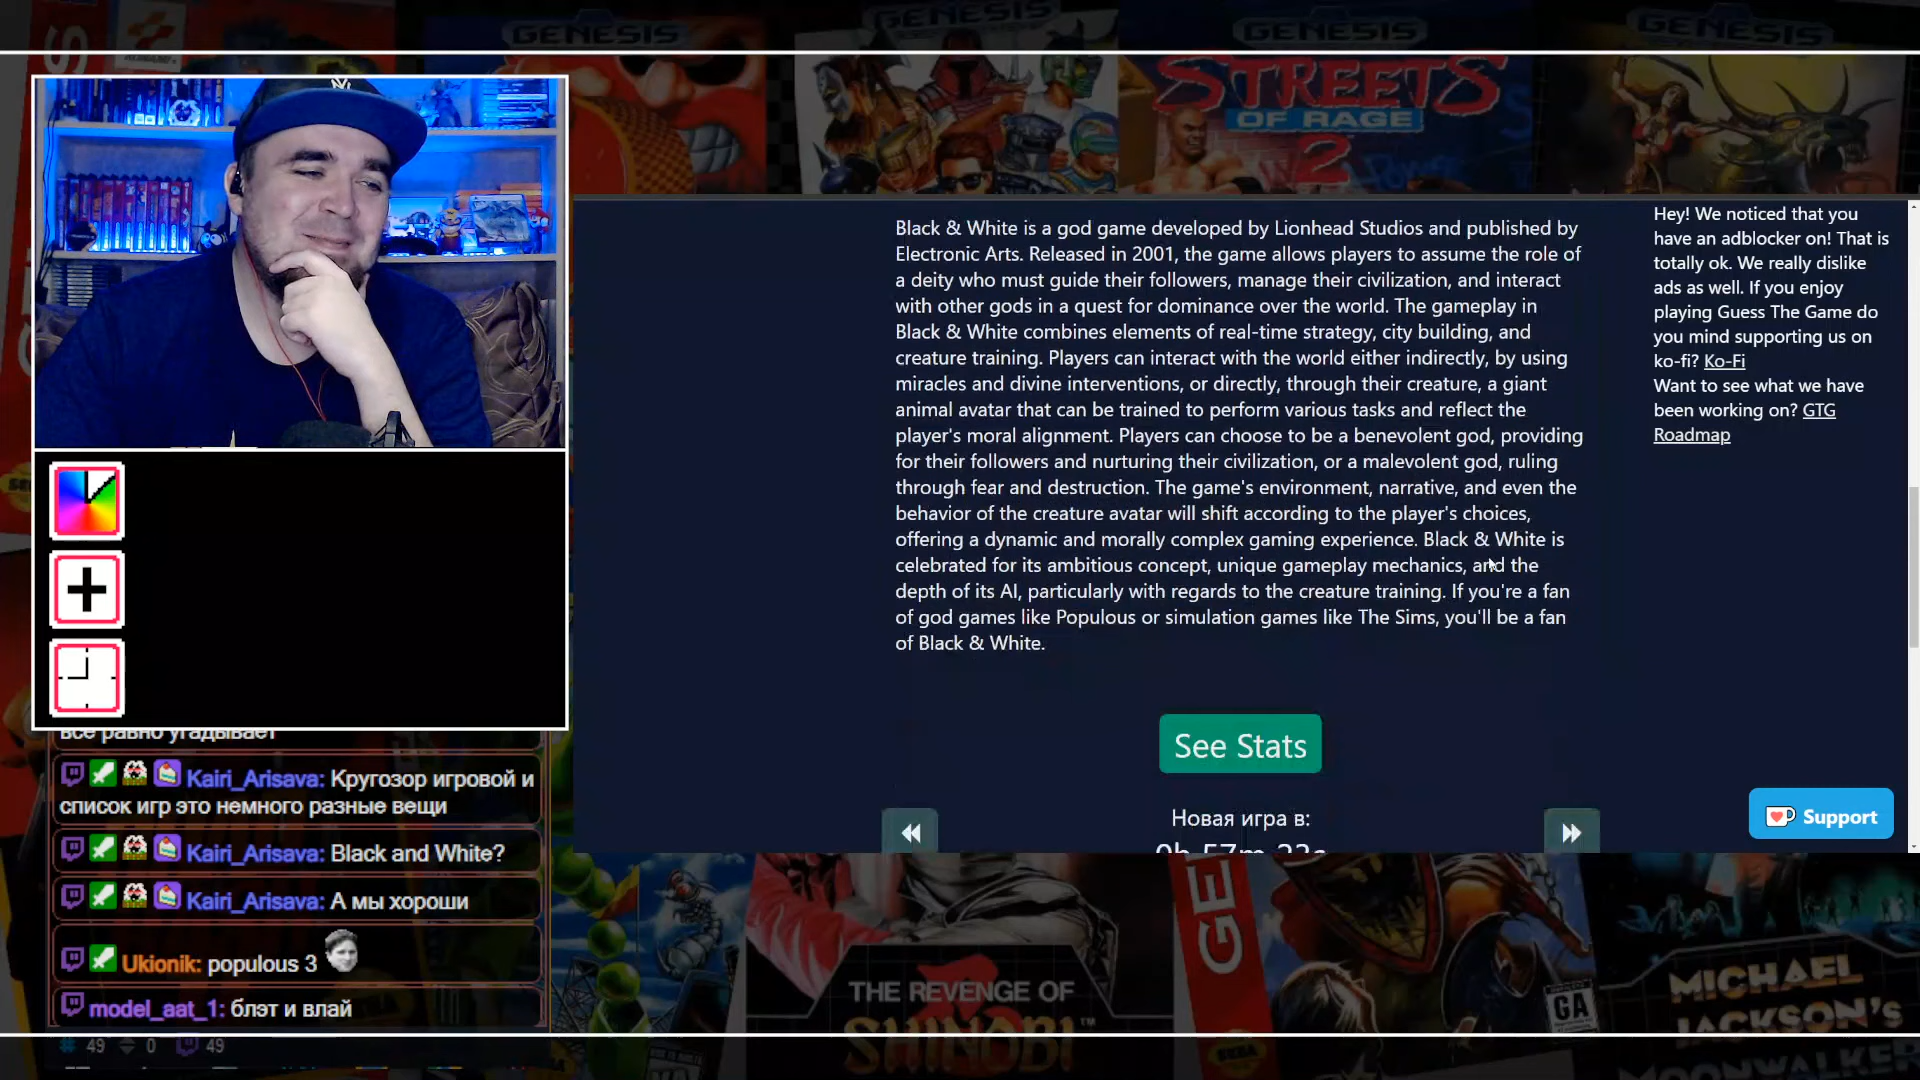 GENESIS
GENESIS
GENESIS
GENESIS
KONAMI
STREETS
OF RAGE
2
Black & White is a god game developed by Lionhead Studios and published by
Electronic Arts. Released in 2001, the game allows players to assume the role of
a deity who must guide their followers, manage their civilization, and interact
with other gods in a quest for dominance over the world. The gameplay in
Black & White combines elements of real-time strategy, city building, and
creature training. Players can interact with the world either indirectly, by using
miracles and divine interventions, or directly, through their creature, a giant
animal avatar that can be trained to perform various tasks and reflect the
player's moral alignment. Players can choose to be a benevolent god, providing
for their followers and nurturing their civilization, or a malevolent god, ruling
through fear and destruction. The game's environment, narrative, and even the
behavior of the creature avatar will shift according to the player's choices,
offering a dynamic and morally complex gaming experience. Black & White is
celebrated for its ambitious concept, unique gameplay mechanics, and the
depth of its AI, particularly with regards to the creature training. If you're a fan
of god games like Populous or simulation games like The Sims, you'll be a fan
of Black & White.
See Stats
Новая игра в:
0h 57m 23s
Hey! We noticed that you
have an adblocker on! That is
totally ok. We really dislike
ads as well. If you enjoy
playing Guess The Game do
you mind supporting us on
ko-fi? Ko-Fi
Want to see what we have
been working on? GTG
Roadmap
Support
все равно угадывает
Kairi_Arisava: Кругозор игровой и
список игр это немного разные вещи
Kairi_Arisava: Black and White?
Kairi_Arisava: А мы хороши
Ukionik: populous 3
model_aat_1: блэт и влай
49 0 49
THE REVENGE OF
SHINOBI™
GE
GA
MICHAEL
JACKSON'S
MOONWALKER